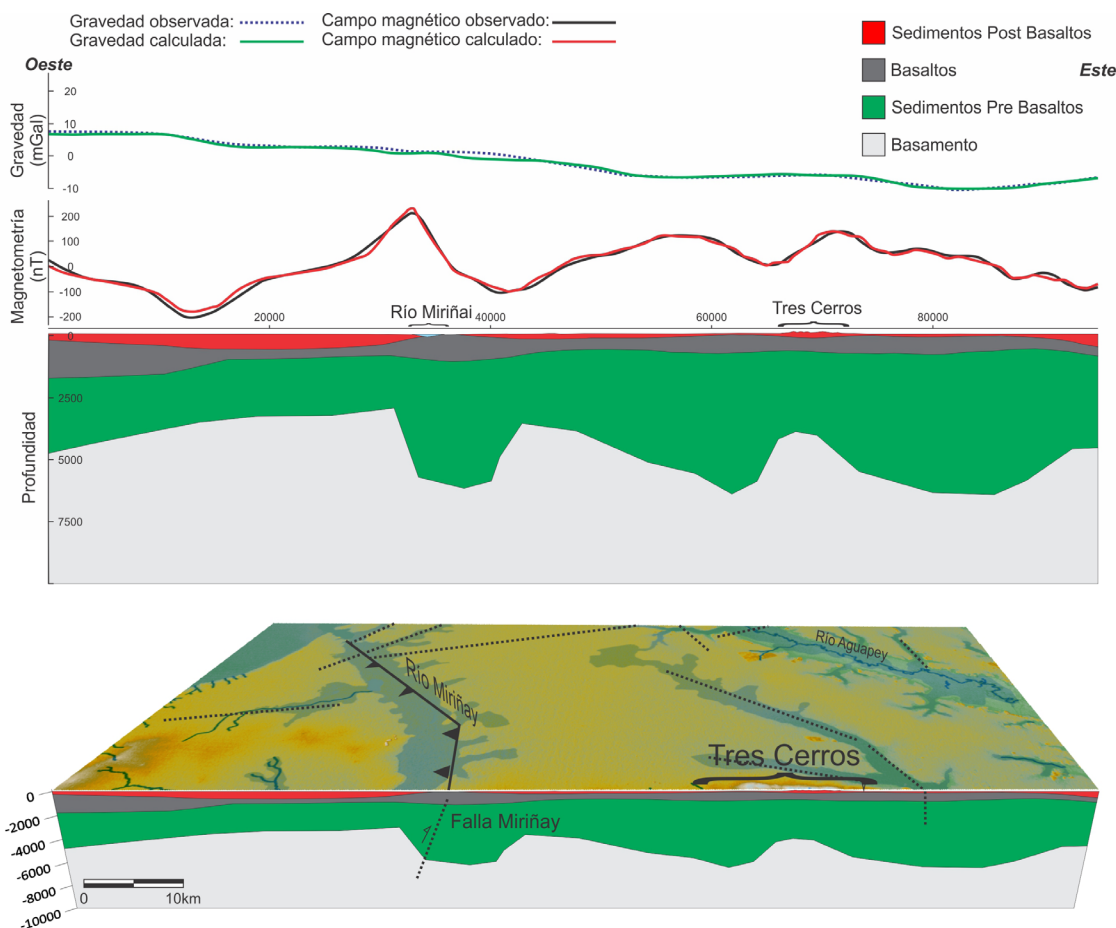 Gravedad observada:
Campo magnético observado:
Gravedad calculada:
Campo magnético calculado:
Sedimentos Post Basaltos
Basaltos
Sedimentos Pre Basaltos
Basamento
Oeste
Este
Gravedad
(mGal)
20
10
0
-10
Magnetometría
(nT)
200
100
0
-100
-200
Río Miriñai
Tres Cerros
20000
40000
60000
80000
Profundidad
0
2500
5000
7500
Río Aguapey
Río Miriñay
Tres Cerros
Falla Miriñay
0
-2000
-4000
-6000
-8000
-10000
0
10km